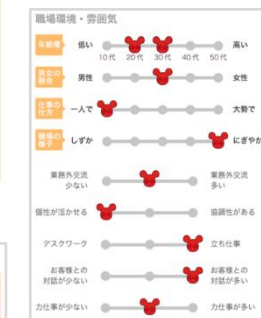 職場環境・雰囲気
年齢層 低い 高い
10代 20代 30代 40代 50代
男女の割合 男性 女性
仕事の仕方 一人で 大勢で
職場の様子 しずか にぎやか
業務外交流 少ない 業務外交流 多い
個性が活かせる 協調性がある
デスクワーク 立ち仕事
お客様との 対話が少ない お客様との 対話が多い
力仕事が少ない 力仕事が多い